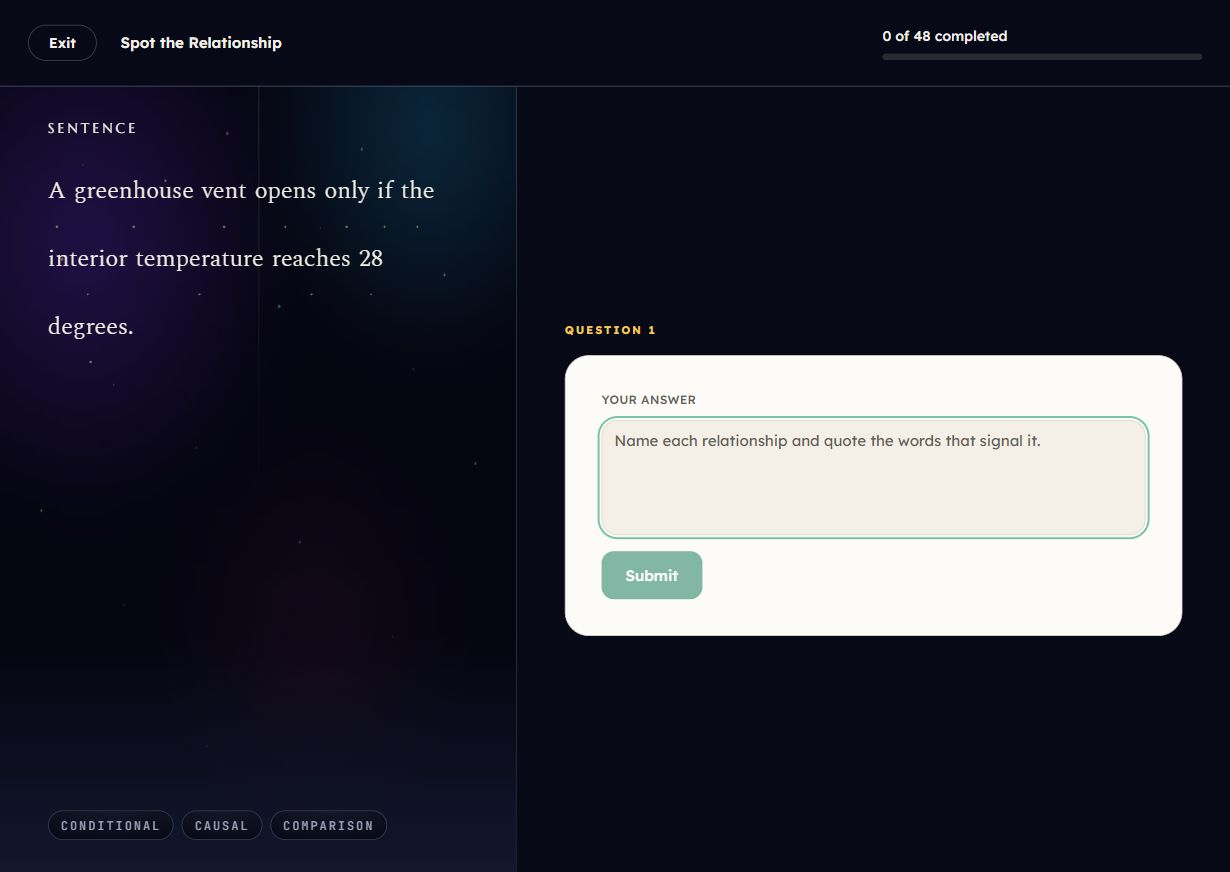 Exit
Spot the Relationship
0 of 48 completed
SENTENCE
A greenhouse vent opens only if the
interior temperature reaches 28
degrees.
CONDITIONAL
CAUSAL
COMPARISON
QUESTION 1
YOUR ANSWER
Name each relationship and quote the words that signal it.
Submit